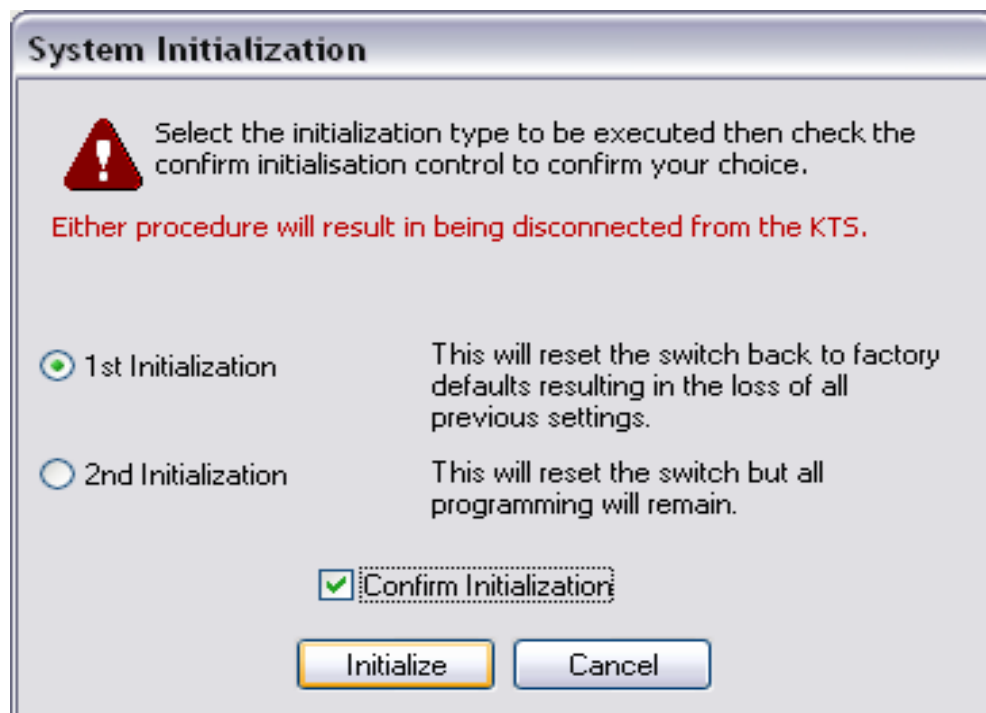 System Initialization
Select the initialization type to be executed then check the
confirm initialisation control to confirm your choice.
Either procedure will result in being disconnected from the KTS.
1st Initialization
This will reset the switch back to factory
defaults resulting in the loss of all
previous settings.
2nd Initialization
This will reset the switch but all
programming will remain.
Confirm Initialization
Initialize
Cancel